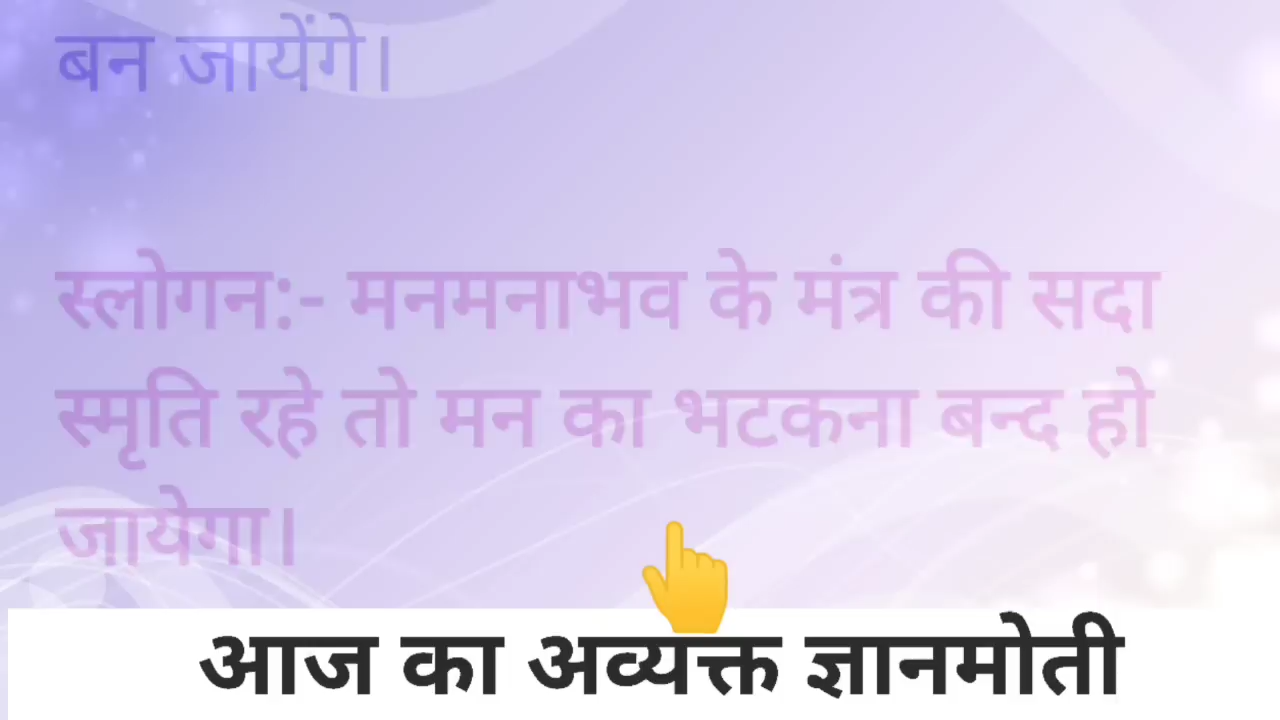 बन जायेंगे।
स्लोगन:- मनमनाभव के मंत्र की सदा
स्मृति रहे तो मन का भटकना बन्द हो
जायेगा।
आज का अव्यक्त ज्ञानमोती